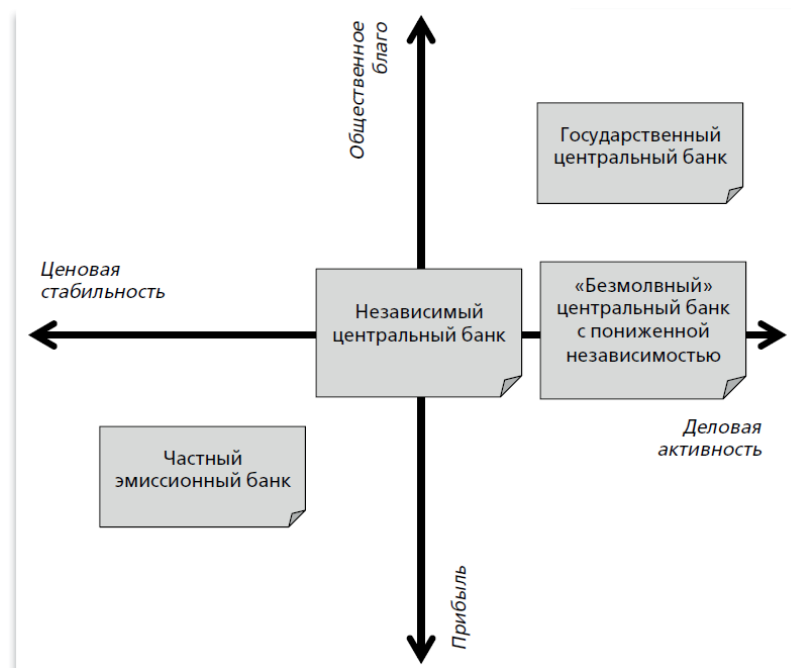 Общественное
благо
Государственный
центральный банк
Ценовая
стабильность
Независимый
центральный банк
«Безмолвный»
центральный банк
с пониженной
независимостью
Деловая
активность
Частный
эмиссионный банк
Прибыль